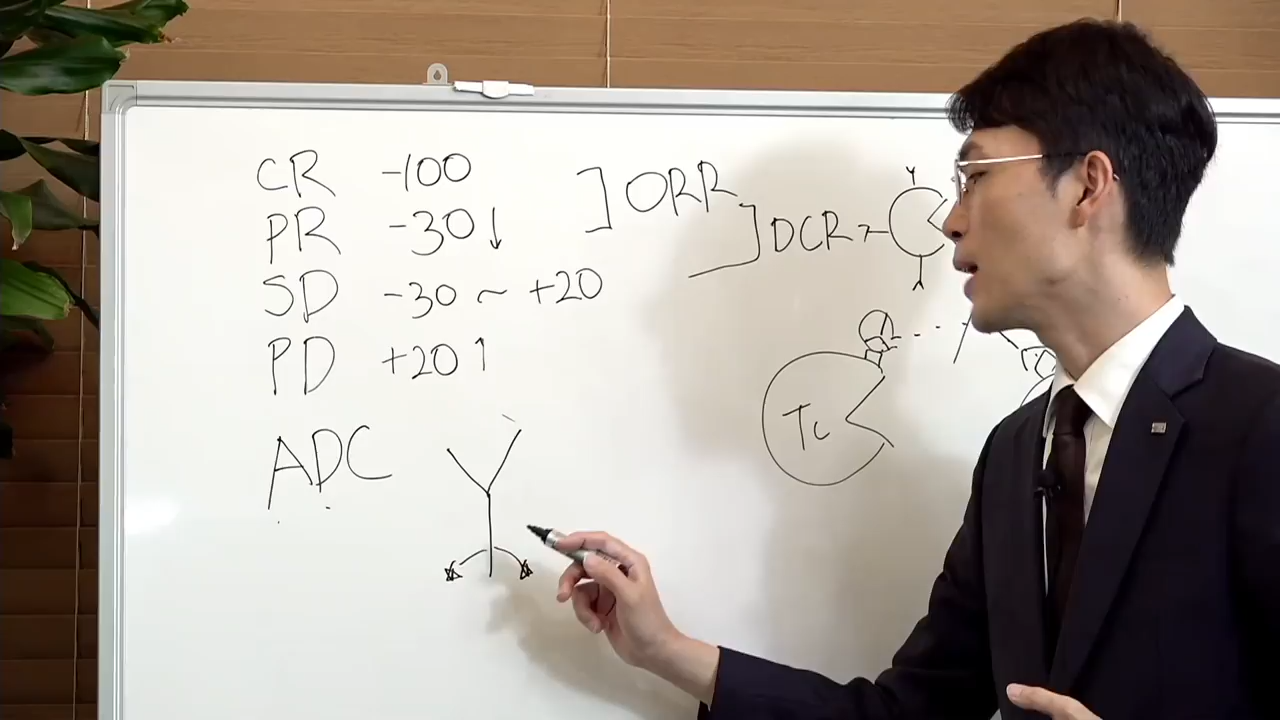 CR -100
PR -30↓
] ORR
] DCR
SD -30 ~ +20
PD +20↑
ADC
Tc